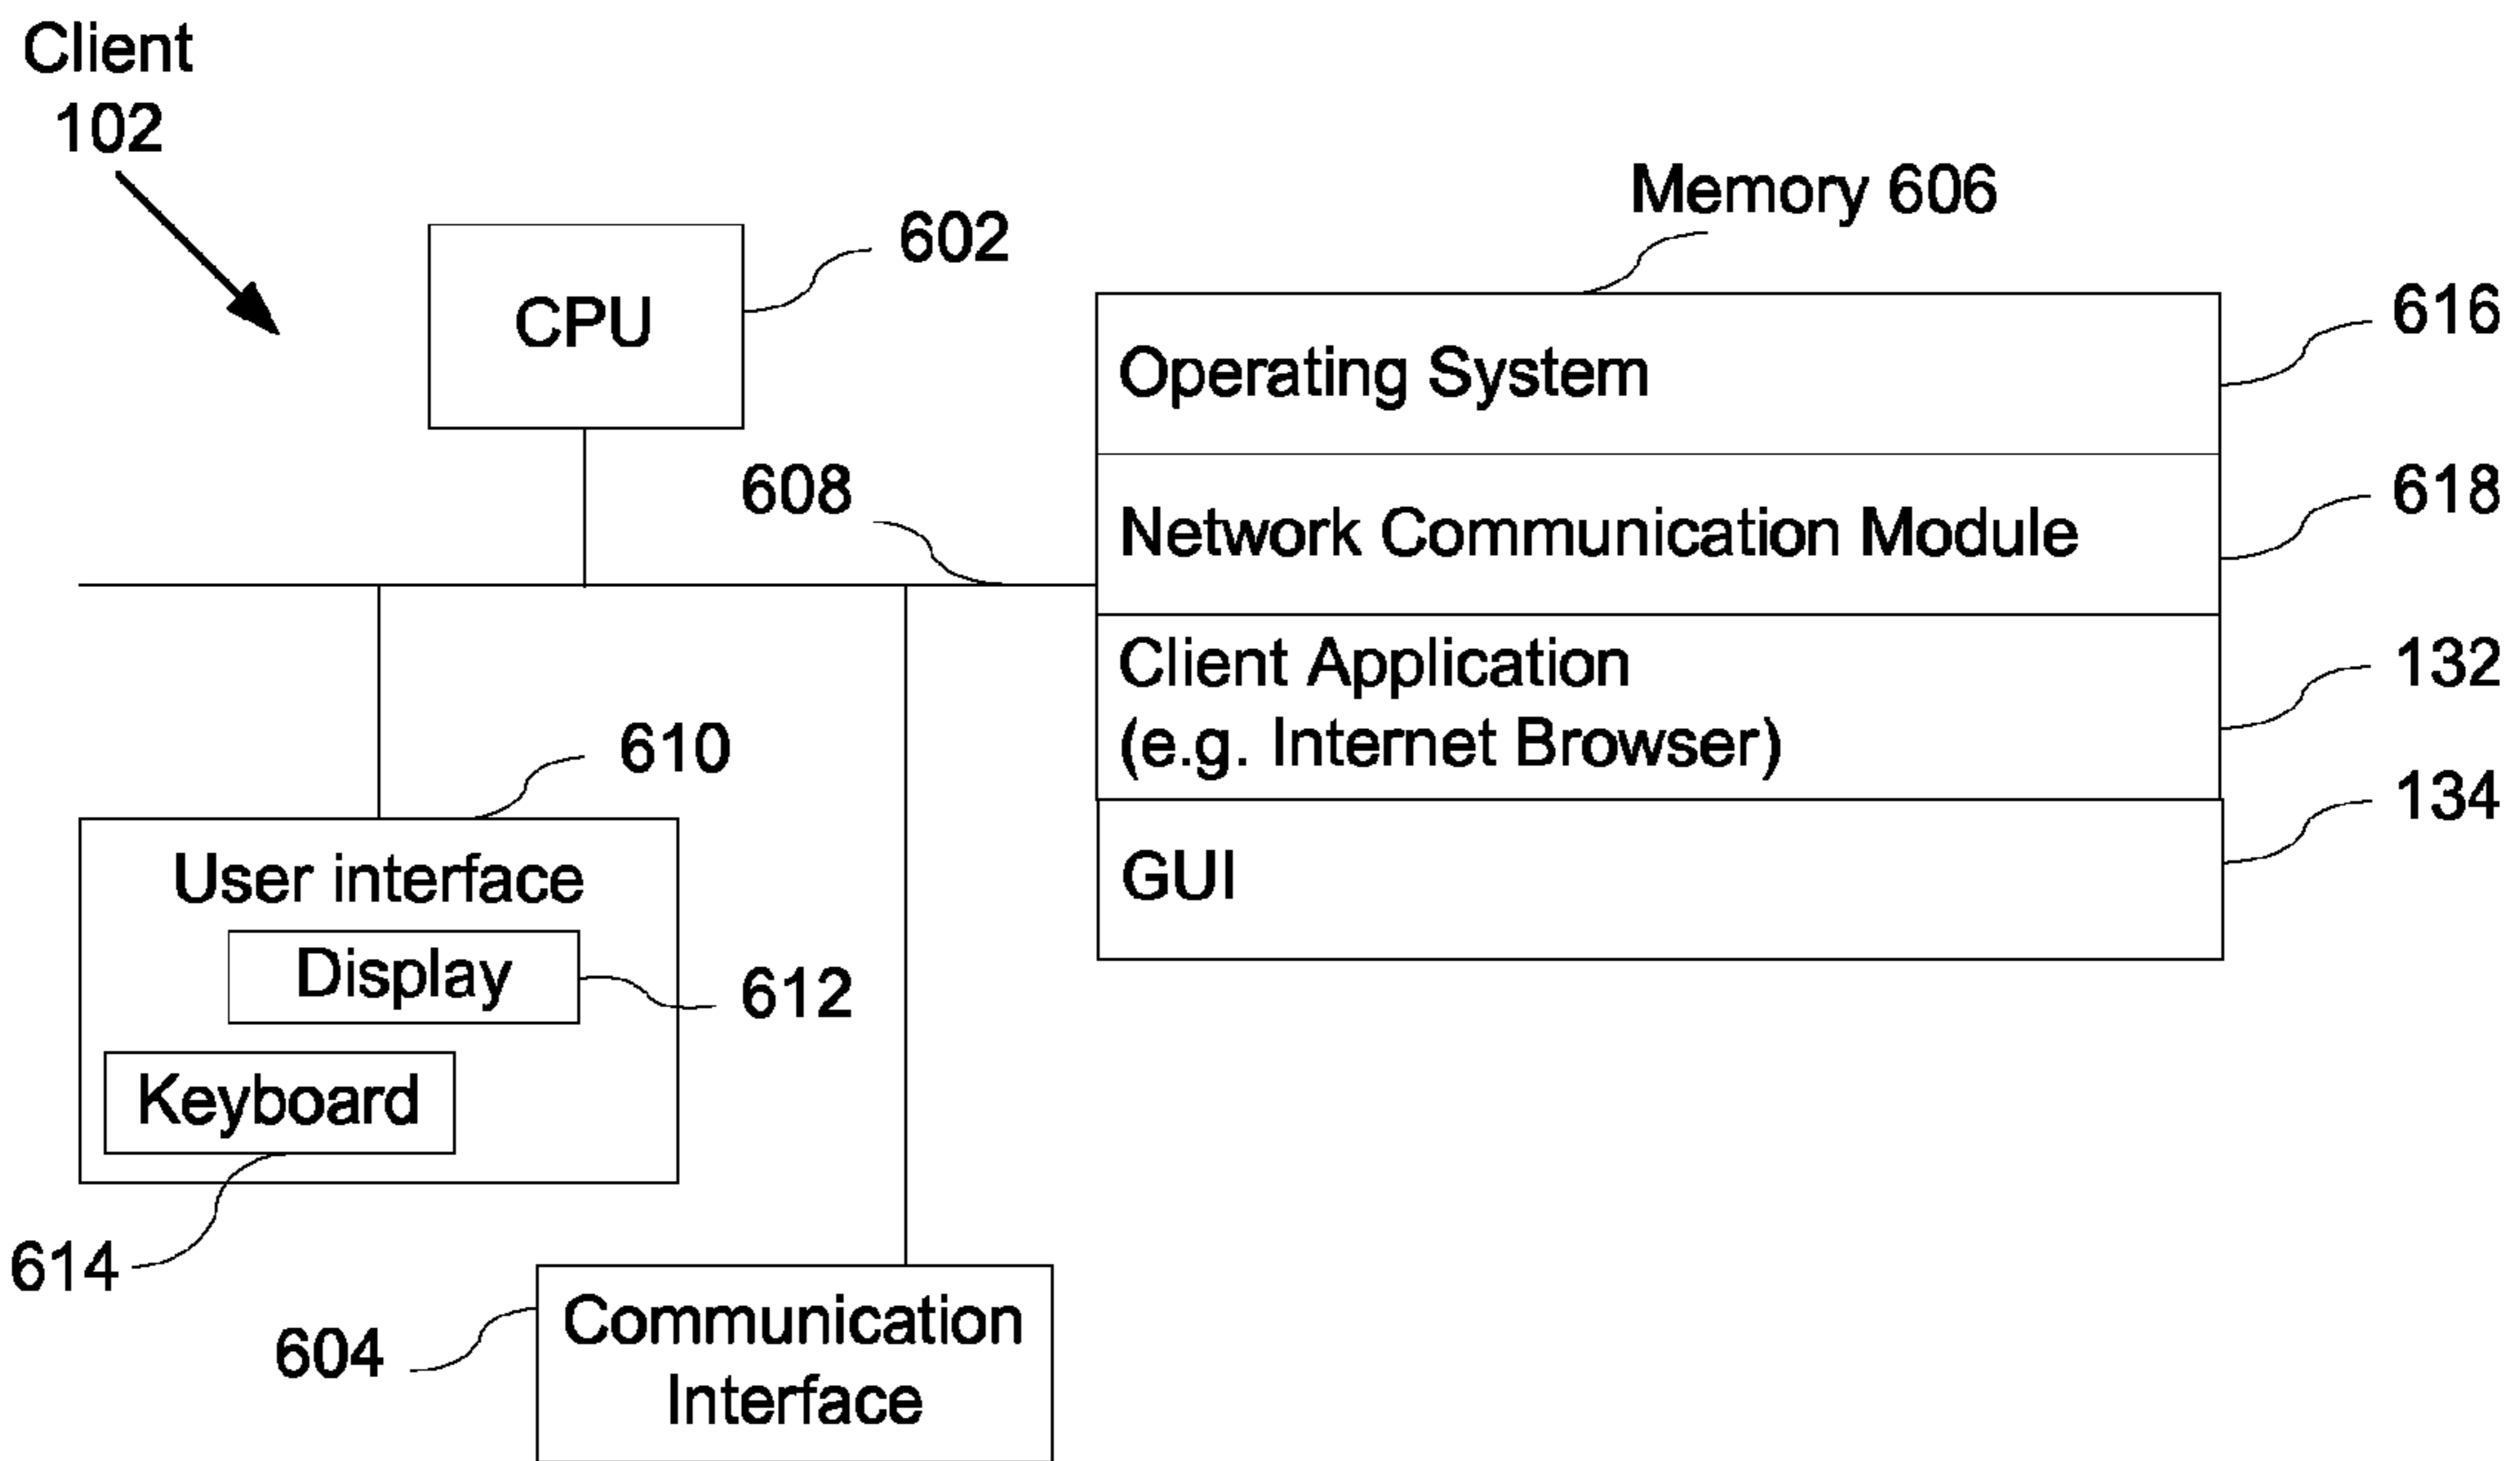 Client
102
CPU
602
Memory 606
Operating System
616
608
Network Communication Module
618
Client Application
(e.g. Internet Browser)
132
GUI
134
610
User interface
Display
612
Keyboard
614
604
Communication
Interface